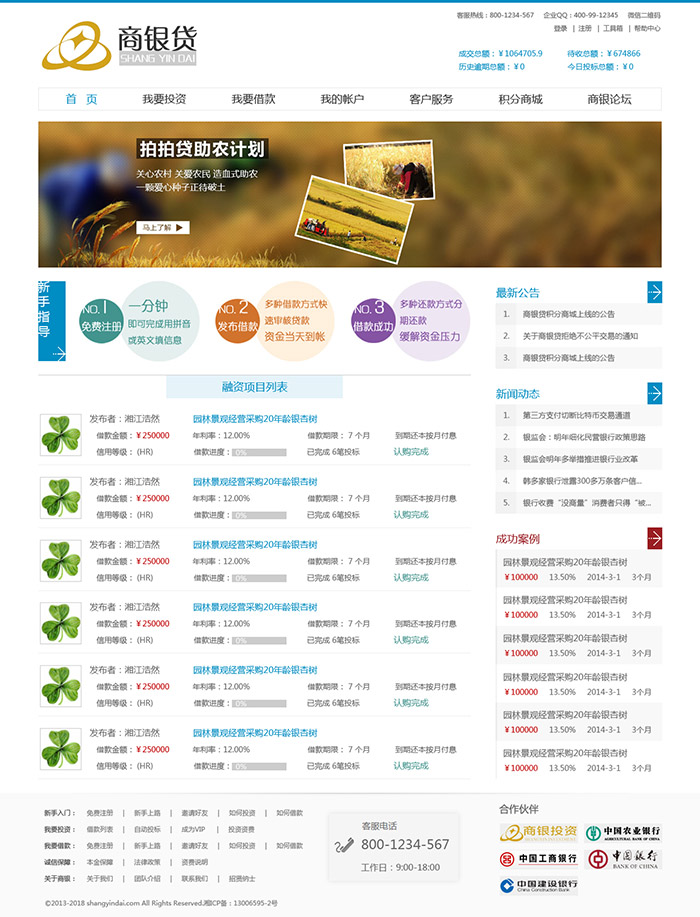 客服热线：800-1234-567 企业QQ：400-99-12345 微信二维码
登录 | 注册 | 工具箱 | 帮助中心
商银贷
SHANG YIN DAI
成交总额：￥1064705.9 待收总额：￥674866
历史逾期总额：￥0 今日投标总额：￥0
首 页 我要投资 我要借款 我的帐户 客户服务 积分商城 商银论坛
拍拍贷助农计划
关心农村 关爱农民 造血式助农
一颗爱心种子正待破土
马上了解
新手指导
NO.1
免费注册
一分钟
即可完成用拼音
或英文填信息
NO.2
发布借款
多种借款方式快
速审核贷款
资金当天到帐
NO.3
借款成功
多种还款方式分
期还款
缓解资金压力
融资项目列表
发布者：湘江浩然 园林景观经营采购20年龄银杏树
借款金额：￥250000 年利率：12.00% 借款期限： 7 个月 到期还本按月付息
信用等级： (HR) 借款进度： 0% 已完成 6笔投标 认购完成
发布者：湘江浩然 园林景观经营采购20年龄银杏树
借款金额：￥250000 年利率：12.00% 借款期限： 7 个月 到期还本按月付息
信用等级： (HR) 借款进度： 0% 已完成 6笔投标 认购完成
发布者：湘江浩然 园林景观经营采购20年龄银杏树
借款金额：￥250000 年利率：12.00% 借款期限： 7 个月 到期还本按月付息
信用等级： (HR) 借款进度： 0% 已完成 6笔投标 认购完成
发布者：湘江浩然 园林景观经营采购20年龄银杏树
借款金额：￥250000 年利率：12.00% 借款期限： 7 个月 到期还本按月付息
信用等级： (HR) 借款进度： 0% 已完成 6笔投标 认购完成
发布者：湘江浩然 园林景观经营采购20年龄银杏树
借款金额：￥250000 年利率：12.00% 借款期限： 7 个月 到期还本按月付息
信用等级： (HR) 借款进度： 0% 已完成 6笔投标 认购完成
发布者：湘江浩然 园林景观经营采购20年龄银杏树
借款金额：￥250000 年利率：12.00% 借款期限： 7 个月 到期还本按月付息
信用等级： (HR) 借款进度： 0% 已完成 6笔投标 认购完成
最新公告
1. 商银贷积分商城上线的公告
2. 关于商银贷拒绝不公平交易的通知
3. 商银贷积分商城上线的公告
新闻动态
1. 第三方支付切断比特币交易通道
2. 银监会：明年细化民营银行政策思路
3. 银监会明年多举措推进银行业改革
4. 韩多家银行泄露300多万条客户信...
5. 银行收费“没商量”消费者只得“被...
成功案例
园林景观经营采购20年龄银杏树
￥100000 13.50% 2014-3-1 3个月
园林景观经营采购20年龄银杏树
￥100000 13.50% 2014-3-1 3个月
园林景观经营采购20年龄银杏树
￥100000 13.50% 2014-3-1 3个月
园林景观经营采购20年龄银杏树
￥100000 13.50% 2014-3-1 3个月
园林景观经营采购20年龄银杏树
￥100000 13.50% 2014-3-1 3个月
园林景观经营采购20年龄银杏树
￥100000 13.50% 2014-3-1 3个月
新手入门： 免费注册 | 新手上路 | 邀请好友 | 如何投资 | 如何借款
我要投资： 借款列表 | 自动投标 | 成为VIP | 投资资费
我要借款： 免费注册 | 新手上路 | 邀请好友 | 如何投资 | 如何借款
诚信保障： 本金保障 | 法律政策 | 资费说明
关于商银： 关于我们 | 团队介绍 | 联系我们 | 招贤纳士
©2013-2018 shangyindai.com All Rights Reserved.湘ICP备：13006595-2号
客服电话
800-1234-567
工作日：9:00-18:00
合作伙伴
商银投资
中国农业银行
AGRICULTURAL BANK OF CHINA
中国工商银行
中国银行
BANK OF CHINA
中国建设银行
China Construction Bank